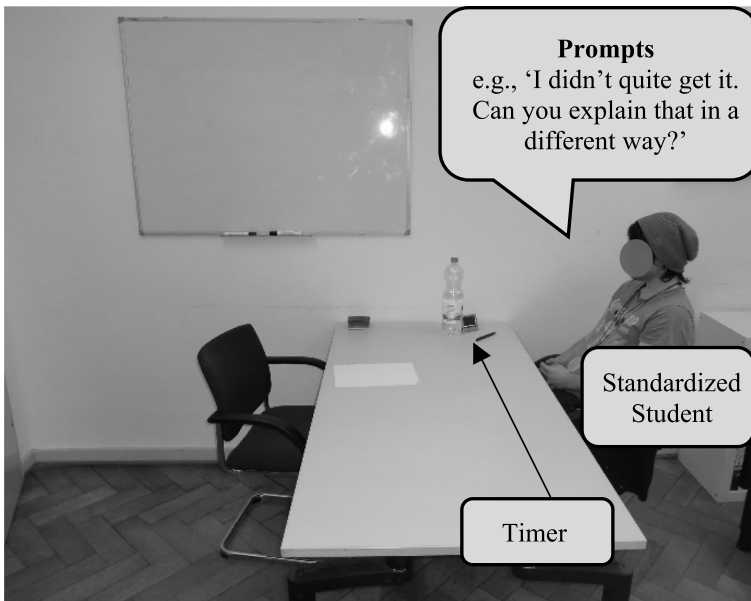 Prompts
e.g., ‘I didn’t quite get it.
Can you explain that in a
different way?’
Standardized
Student
Timer